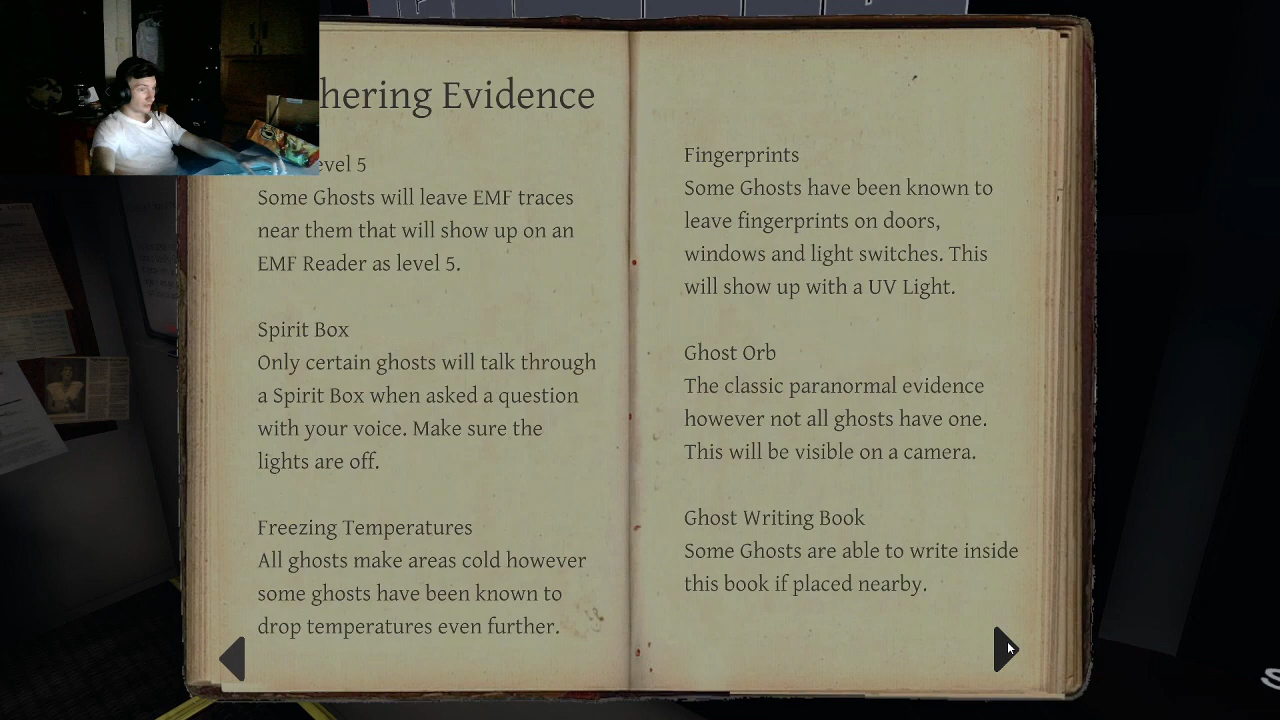 hering Evidence
evel 5
Some Ghosts will leave EMF traces
near them that will show up on an
EMF Reader as level 5.
Spirit Box
Only certain ghosts will talk through
a Spirit Box when asked a question
with your voice. Make sure the
lights are off.
Freezing Temperatures
All ghosts make areas cold however
some ghosts have been known to
drop temperatures even further.
Fingerprints
Some Ghosts have been known to
leave fingerprints on doors,
windows and light switches. This
will show up with a UV Light.
Ghost Orb
The classic paranormal evidence
however not all ghosts have one.
This will be visible on a camera.
Ghost Writing Book
Some Ghosts are able to write inside
this book if placed nearby.